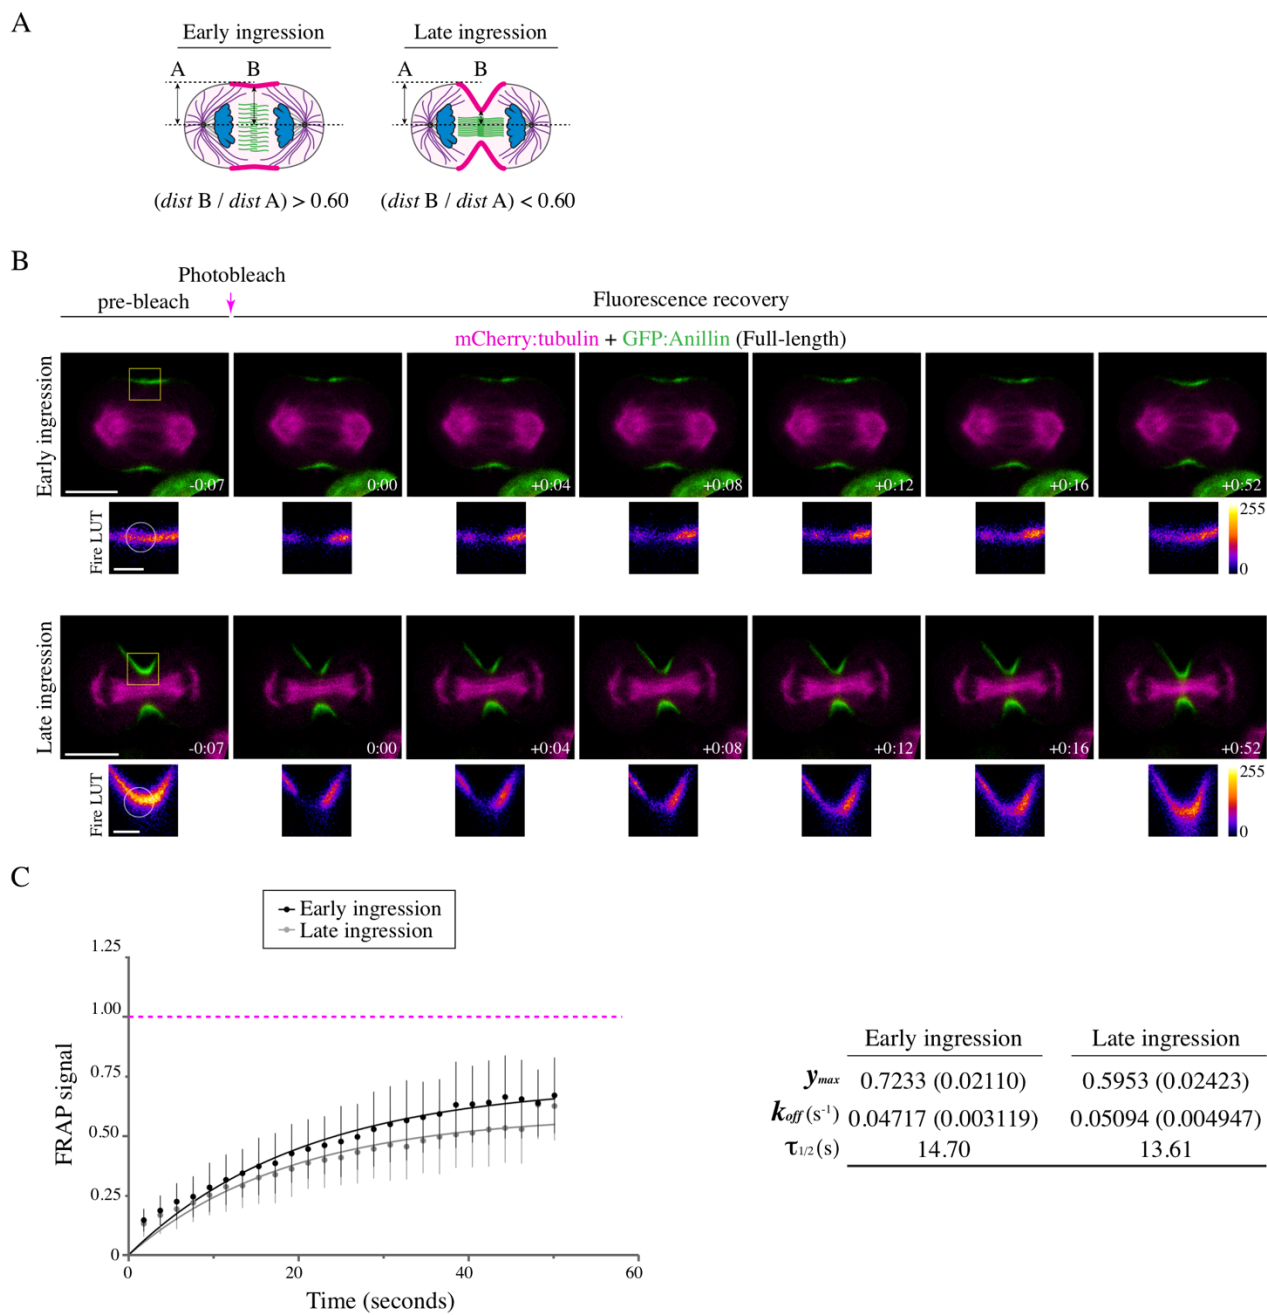 A
Early ingression
Late ingression
A
B
A
B
(dist B / dist A) > 0.60
(dist B / dist A) < 0.60
B
Photobleach
pre-bleach
Fluorescence recovery
mCherry:tubulin + GFP:Anillin (Full-length)
Early ingression
-0:07
0:00
+0:04
+0:08
+0:12
+0:16
+0:52
Fire LUT
255
0
Late ingression
-0:07
0:00
+0:04
+0:08
+0:12
+0:16
+0:52
Fire LUT
255
0
C
Early ingression
Late ingression
1.25
1.00
0.75
0.50
0.25
0
FRAP signal
0
20
40
60
Time (seconds)
Early ingression Late ingression
ymax 0.7233 (0.02110) 0.5953 (0.02423)
koff (s-1) 0.04717 (0.003119) 0.05094 (0.004947)
τ1/2 (s) 14.70 13.61